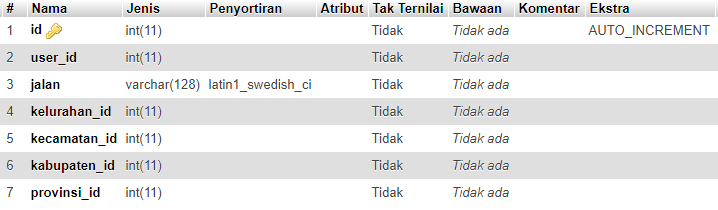 # Nama Jenis Penyortiran Atribut Tak Ternilai Bawaan Komentar Ekstra
1 id int(11) Tidak Tidak ada AUTO_INCREMENT
2 user_id int(11) Tidak Tidak ada
3 jalan varchar(128) latin1_swedish_ci Tidak Tidak ada
4 kelurahan_id int(11) Tidak Tidak ada
5 kecamatan_id int(11) Tidak Tidak ada
6 kabupaten_id int(11) Tidak Tidak ada
7 provinsi_id int(11) Tidak Tidak ada